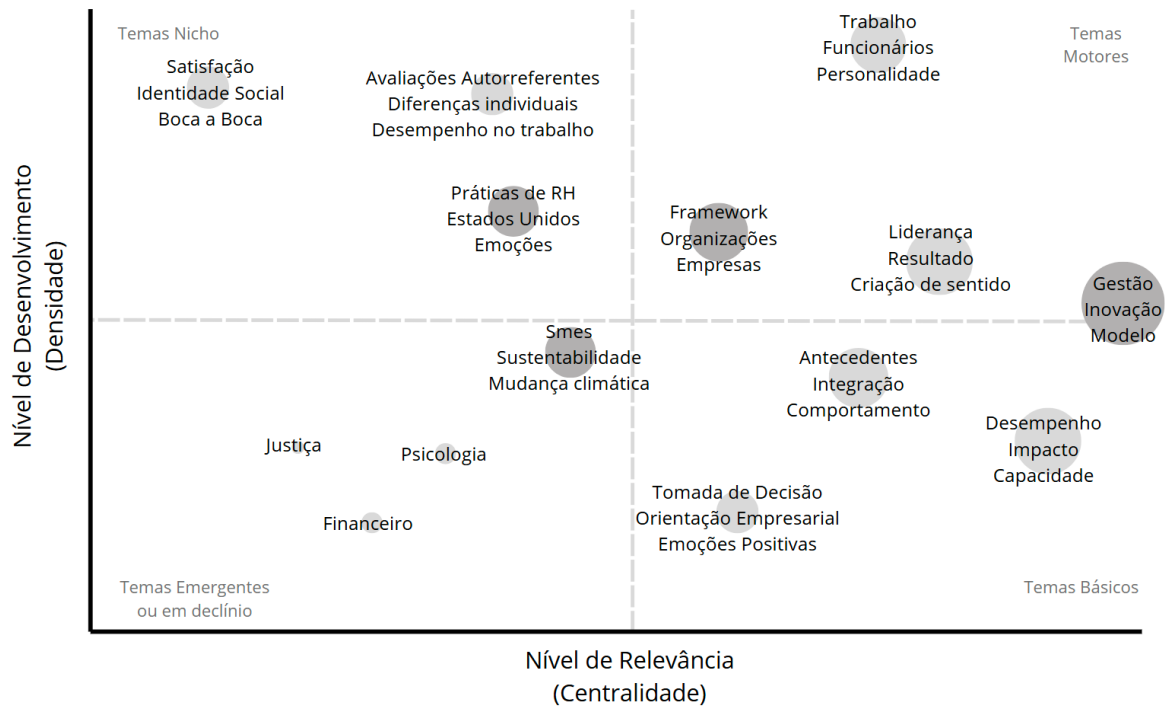 Temas Nicho
Temas
Motores
Trabalho
Funcionários
Personalidade
Satisfação
Identidade Social
Boca a Boca
Avaliações Autorreferentes
Diferenças individuais
Desempenho no trabalho
Práticas de RH
Estados Unidos
Emoções
Framework
Organizações
Empresas
Liderança
Resultado
Criação de sentido
Gestão
Inovação
Modelo
Smes
Sustentabilidade
Mudança climática
Antecedentes
Integração
Comportamento
Desempenho
Impacto
Capacidade
Justiça
Psicologia
Financeiro
Tomada de Decisão
Orientação Empresarial
Emoções Positivas
Temas Emergentes
ou em declínio
Temas Básicos
Nível de Desenvolvimento
(Densidade)
Nível de Relevância
(Centralidade)